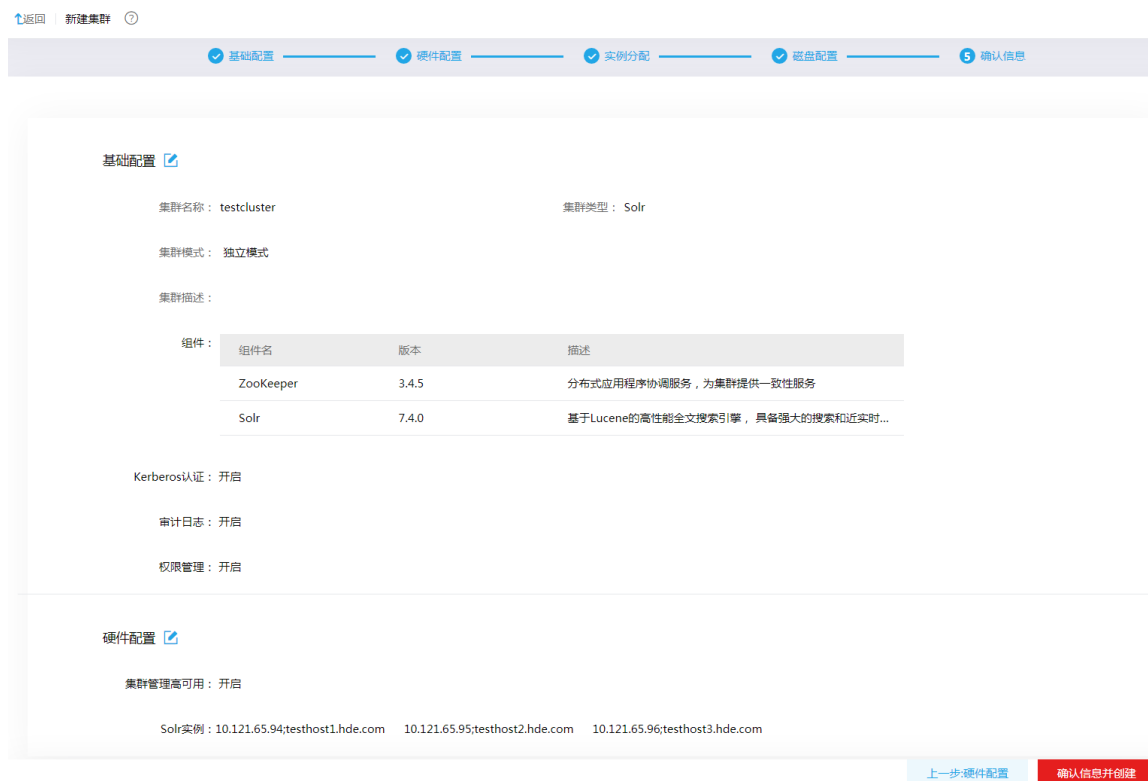 返回 新建集群 ?
基础配置 硬件配置 实例分配 磁盘配置 5 确认信息
基础配置
集群名称： testcluster 集群类型： Solr
集群模式： 独立模式
集群描述：
组件：
组件名 版本 描述
ZooKeeper 3.4.5 分布式应用程序协调服务，为集群提供一致性服务
Solr 7.4.0 基于Lucene的高性能全文搜索引擎， 具备强大的搜索和近实时...
Kerberos认证： 开启
审计日志： 开启
权限管理： 开启
硬件配置
集群管理高可用： 开启
Solr实例：10.121.65.94;testhost1.hde.com 10.121.65.95;testhost2.hde.com 10.121.65.96;testhost3.hde.com
上一步:硬件配置 确认信息并创建